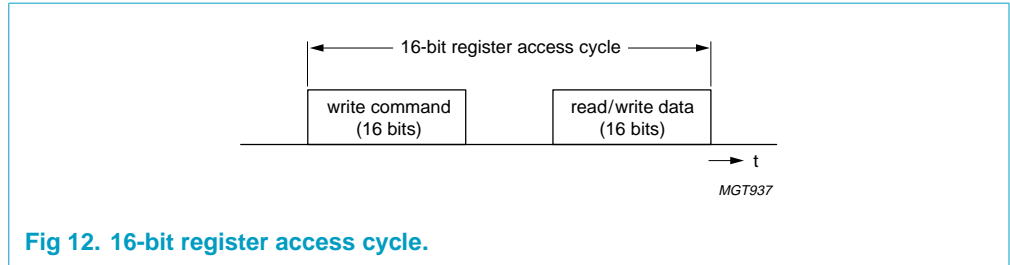 16-bit register access cycle
write command
(16 bits)
read/write data
(16 bits)
t
MGT937
Fig 12. 16-bit register access cycle.